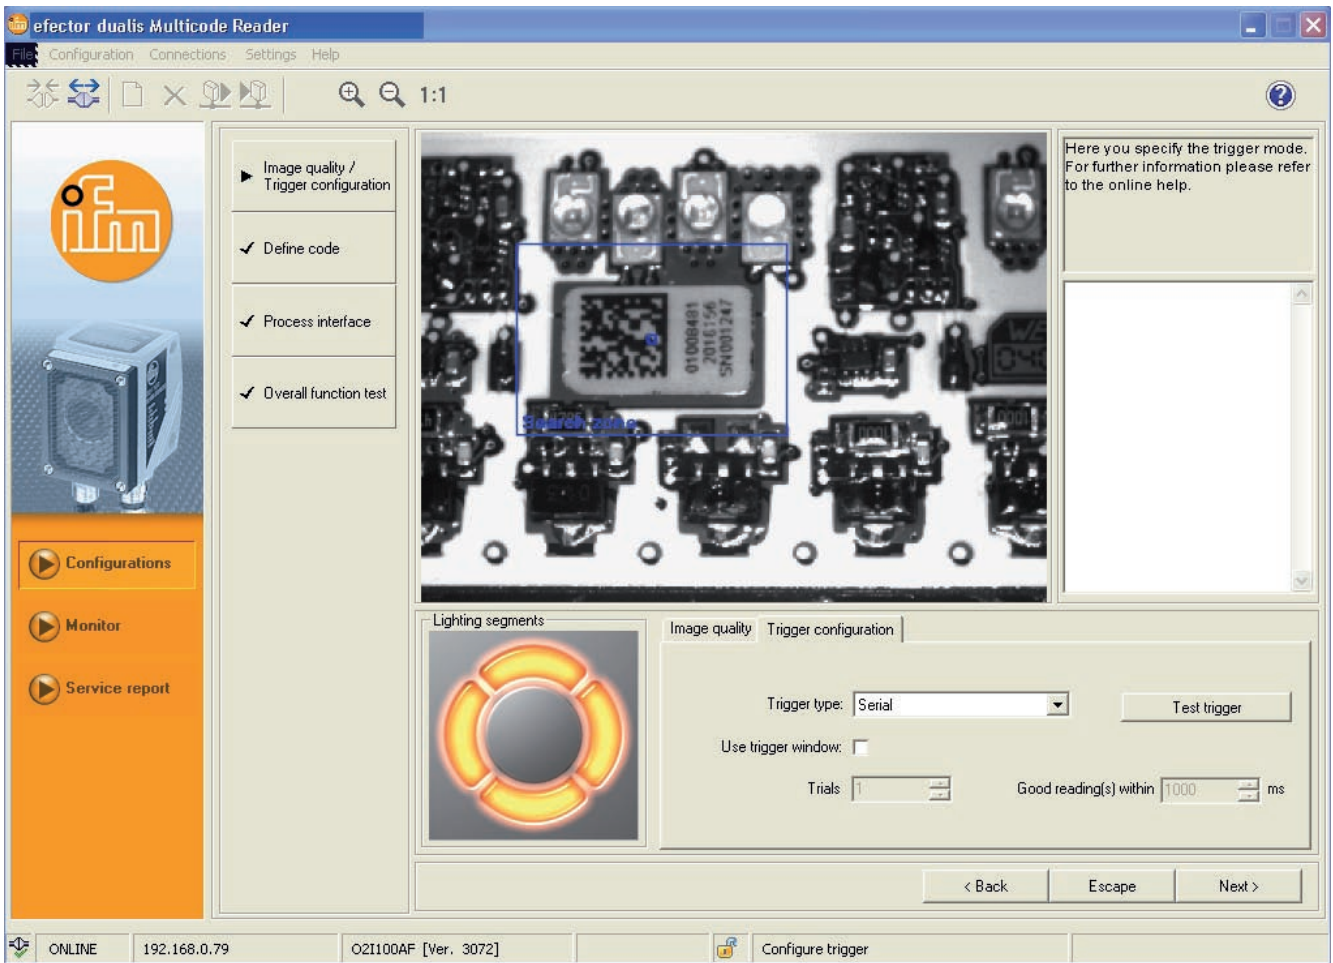 efector dualis Multicode Reader
File Configuration Connections Settings Help
1:1
?
ifm
Image quality /
Trigger configuration
Define code
Process interface
Overall function test
Configurations
Monitor
Service report
01008481
2016156
SN001247
Search zone
0001
Here you specify the trigger mode.
For further information please refer
to the online help.
Lighting segments
Image quality Trigger configuration
Trigger type: Serial Test trigger
Use trigger window:
Trials 1 Good reading(s) within 1000 ms
< Back Escape Next >
ONLINE 192.168.0.79 O2I100AF [Ver. 3072] Configure trigger